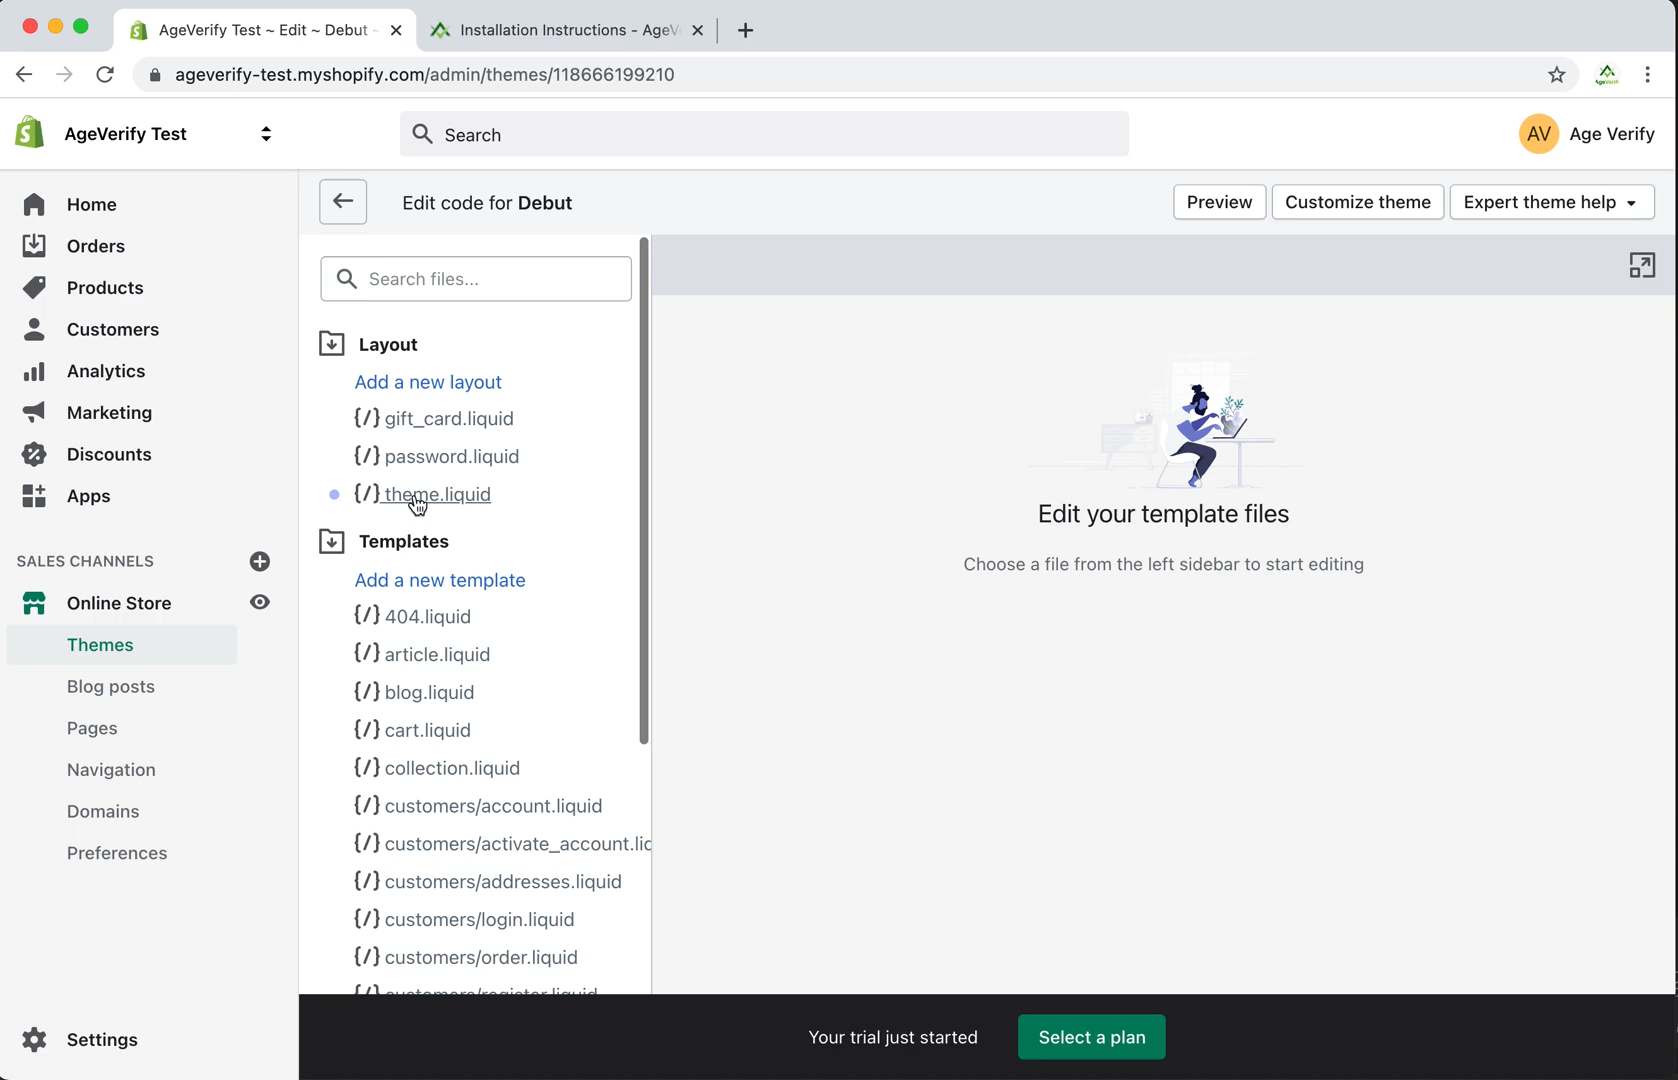 AgeVerify Test ~ Edit ~ Debut ~
Installation Instructions - AgeV
ageverify-test.myshopify.com/admin/themes/118666199210
AgeVerify Test
Search
AV
Age Verify
Home
Orders
Products
Customers
Analytics
Marketing
Discounts
Apps
SALES CHANNELS
Online Store
Themes
Blog posts
Pages
Navigation
Domains
Preferences
Settings
Edit code for Debut
Preview
Customize theme
Expert theme help
Search files...
Layout
Add a new layout
{/} gift_card.liquid
{/} password.liquid
{/} theme.liquid
Templates
Add a new template
{/} 404.liquid
{/} article.liquid
{/} blog.liquid
{/} cart.liquid
{/} collection.liquid
{/} customers/account.liquid
{/} customers/activate_account.lic
{/} customers/addresses.liquid
{/} customers/login.liquid
{/} customers/order.liquid
{/} customers/register.liquid
Edit your template files
Choose a file from the left sidebar to start editing
Your trial just started
Select a plan